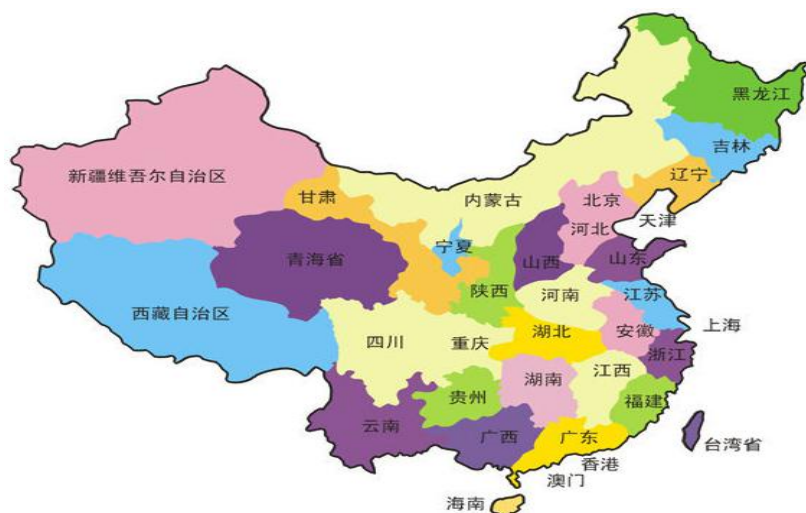 黑龙江
吉林
辽宁
新疆维吾尔自治区
甘肃
内蒙古
北京
天津
河北
宁夏
青海省
山西
山东
陕西
西藏自治区
河南
江苏
上海
四川
重庆
湖北
安徽
浙江
湖南
江西
贵州
福建
云南
广西
广东
台湾省
香港
澳门
海南